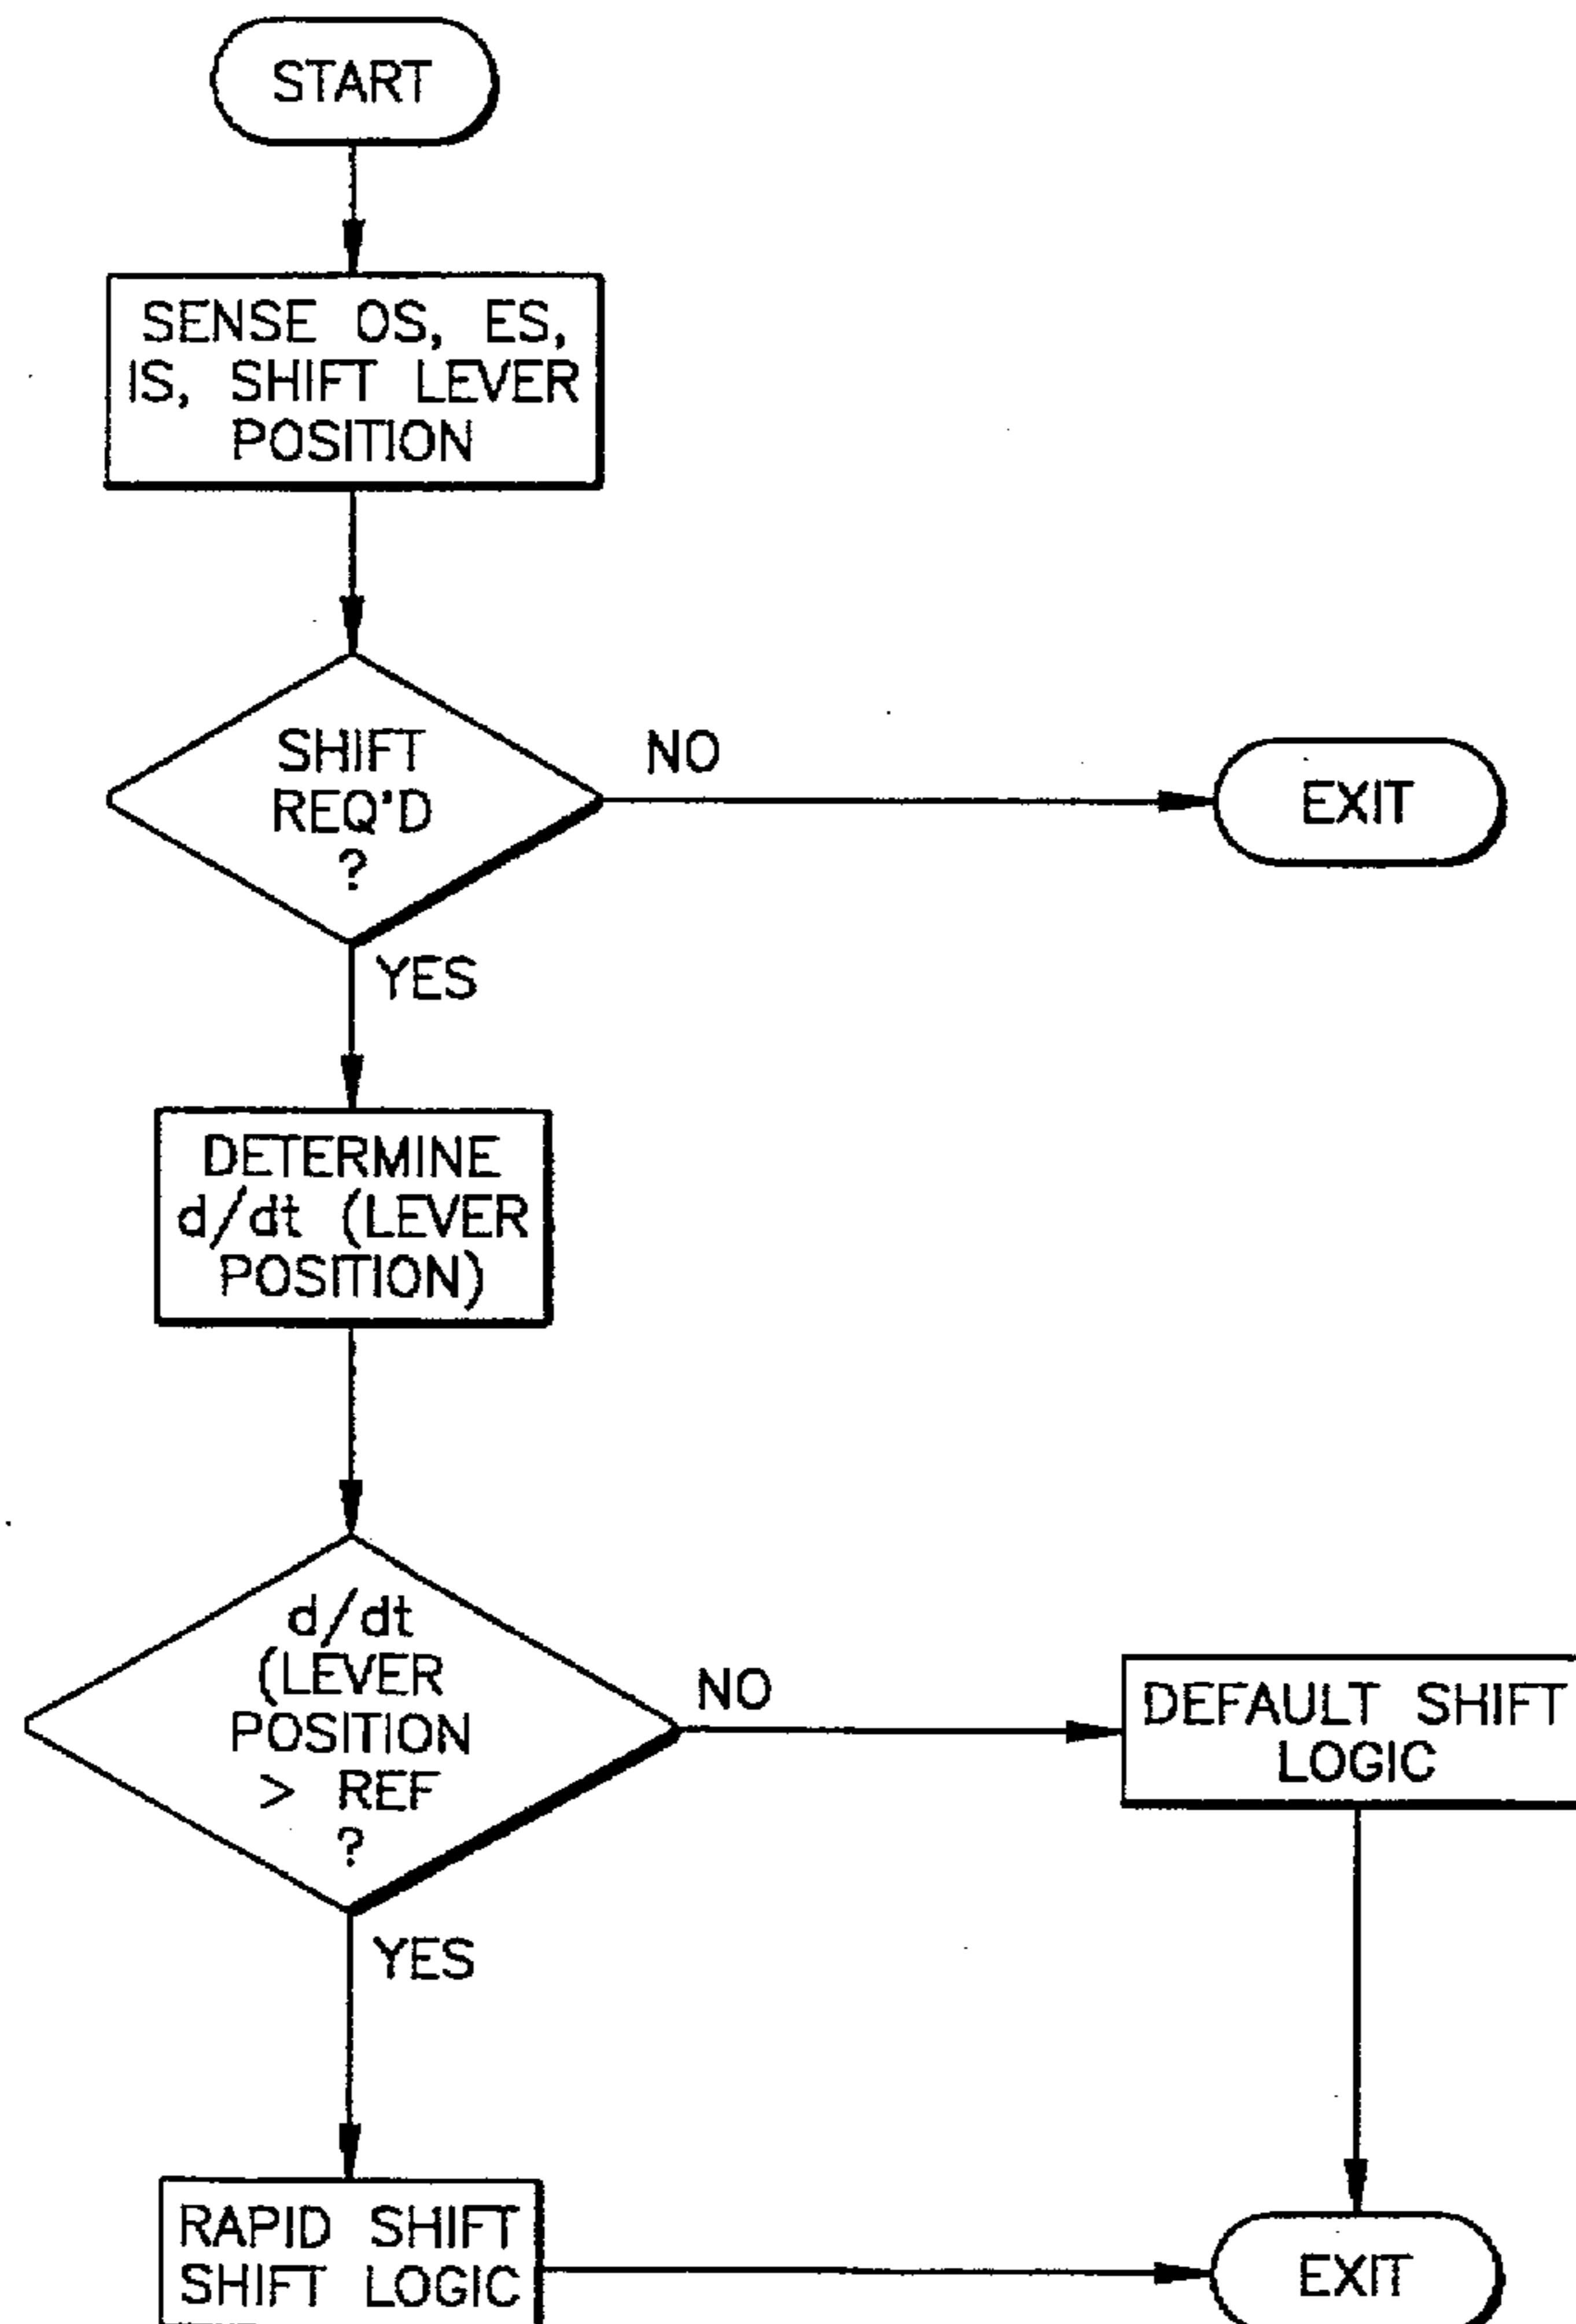 START
SENSE OS, ES,
IS, SHIFT LEVER
POSITION
SHIFT
REQ'D
?
NO
EXIT
YES
DETERMINE
d/dt (LEVER
POSITION)
d/dt
(LEVER
POSITION
> REF
?
NO
DEFAULT SHIFT
LOGIC
YES
RAPID SHIFT
SHIFT LOGIC
EXIT